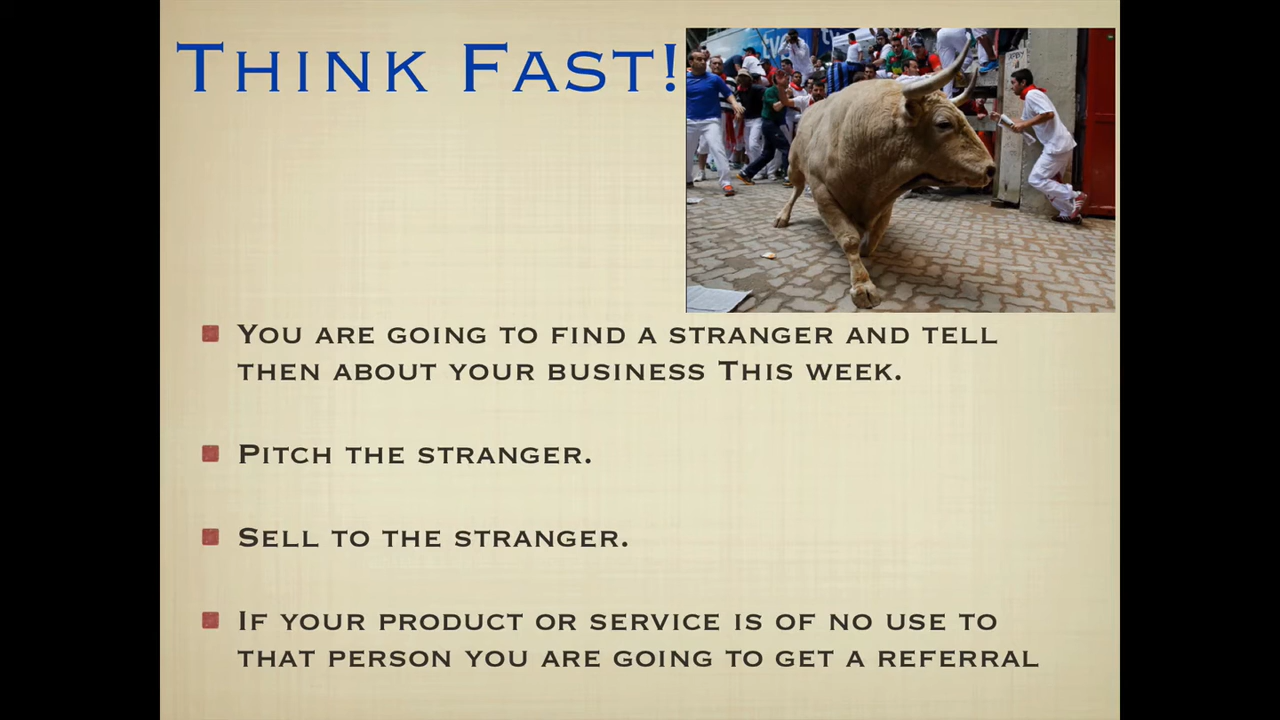 THINK FAST!
YOU ARE GOING TO FIND A STRANGER AND TELL
THEN ABOUT YOUR BUSINESS THIS WEEK.
PITCH THE STRANGER.
SELL TO THE STRANGER.
IF YOUR PRODUCT OR SERVICE IS OF NO USE TO
THAT PERSON YOU ARE GOING TO GET A REFERRAL